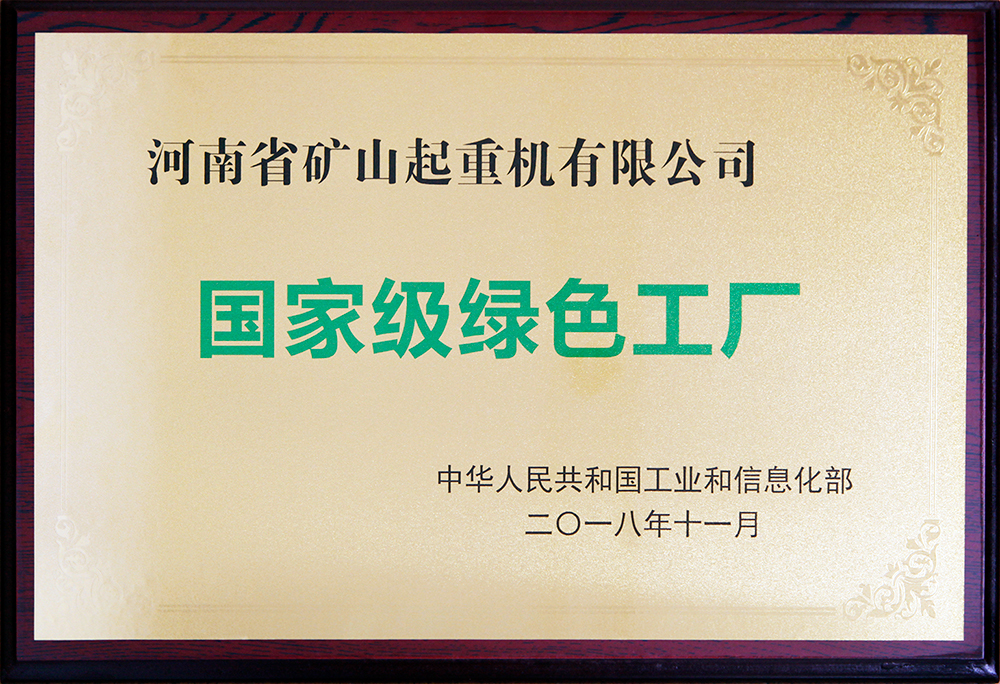 河南省矿山起重机有限公司
国家级绿色工厂
中华人民共和国工业和信息化部
二〇一八年十一月